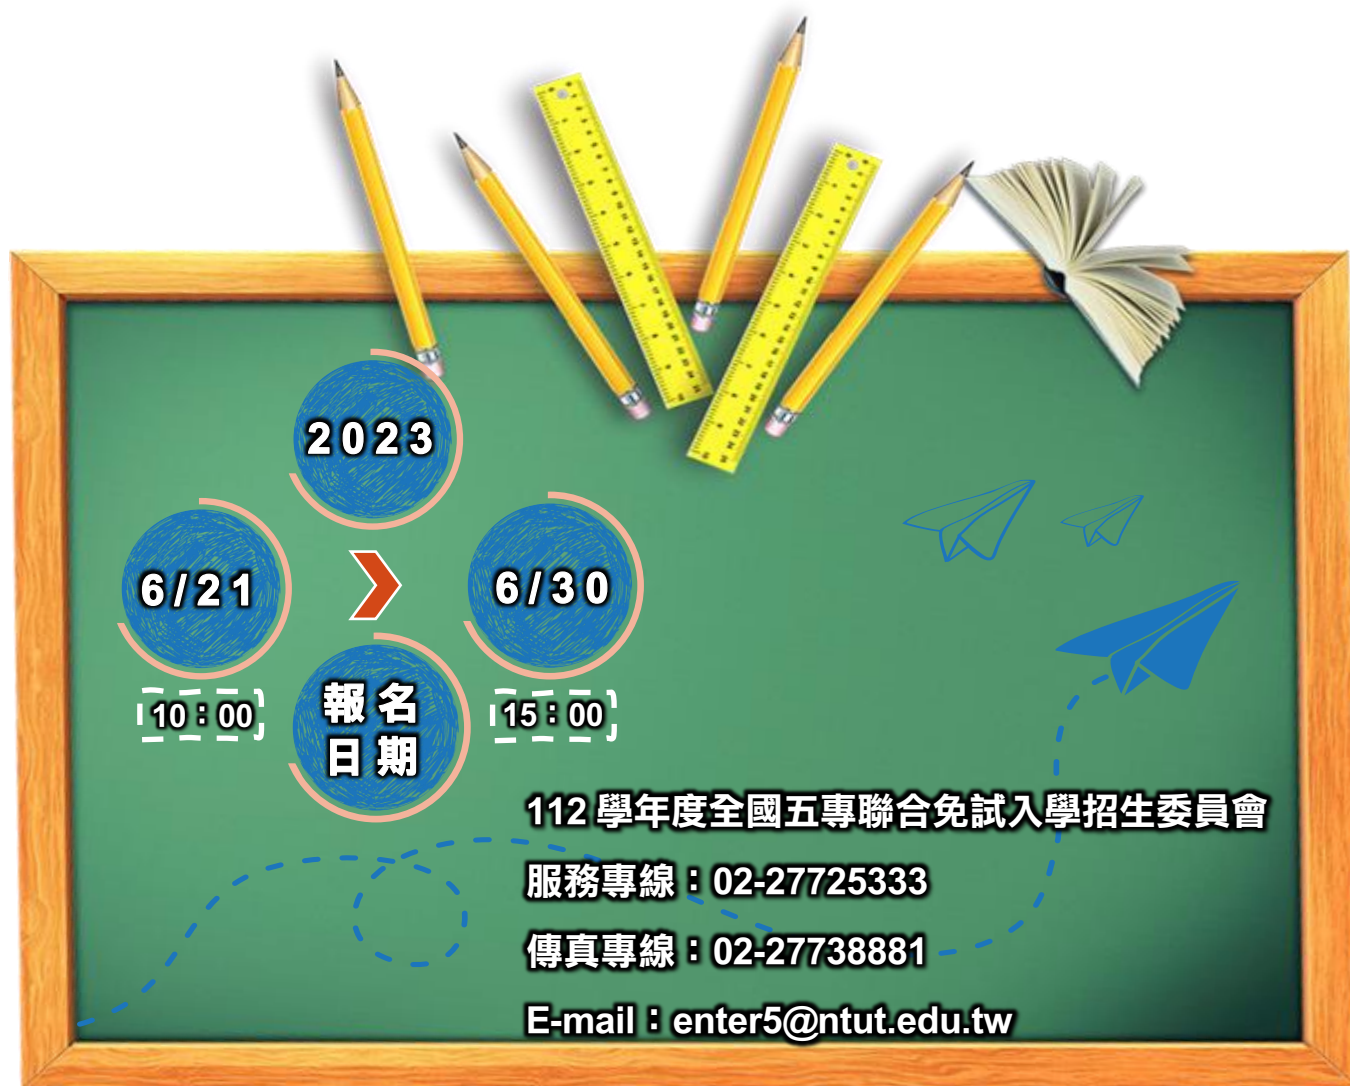 2023
6/21
6/30
10：00
報名
日期
15：00
112 學年度全國五專聯合免試入學招生委員會
服務專線：02-27725333
傳真專線：02-27738881
E-mail：enter5@ntut.edu.tw